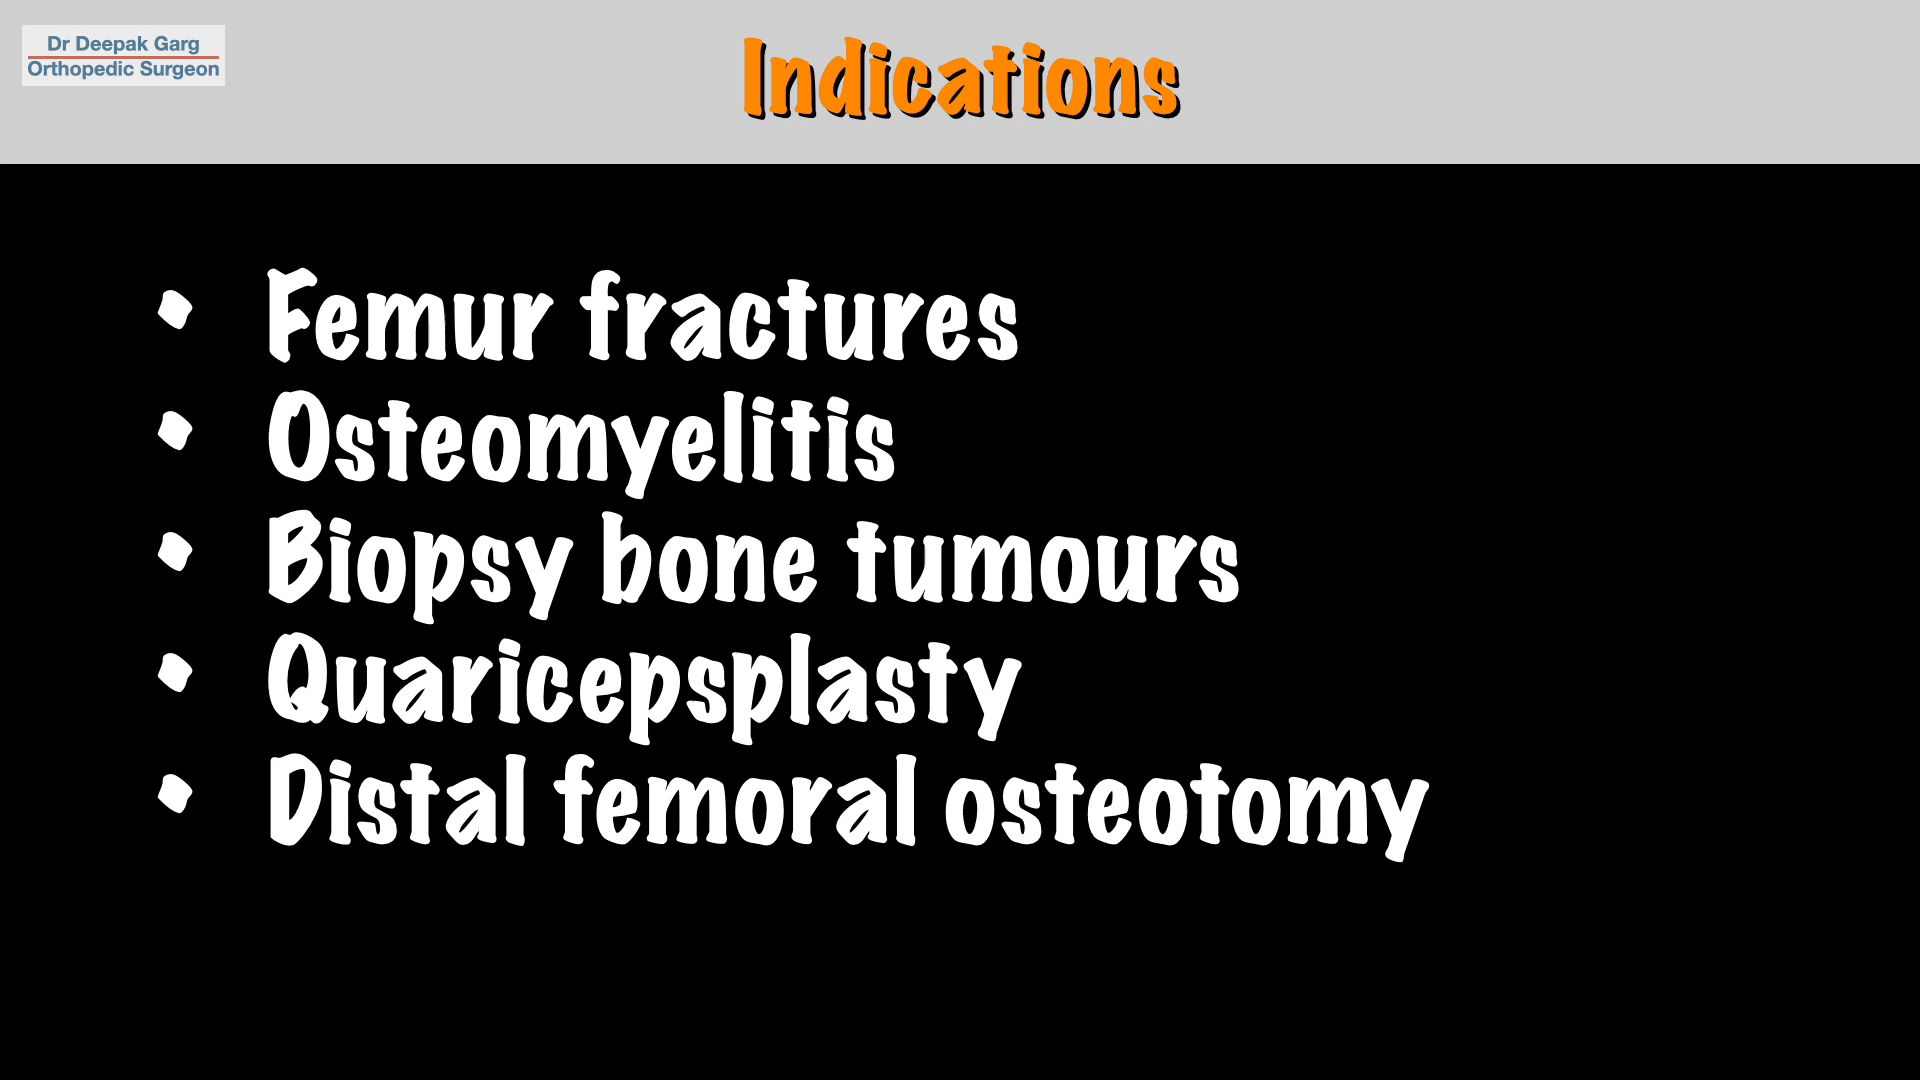 Dr Deepak Garg
Orthopedic Surgeon
Indications
• Femur fractures
• Osteomyelitis
• Biopsy bone tumours
• Quaricepsplasty
• Distal femoral osteotomy